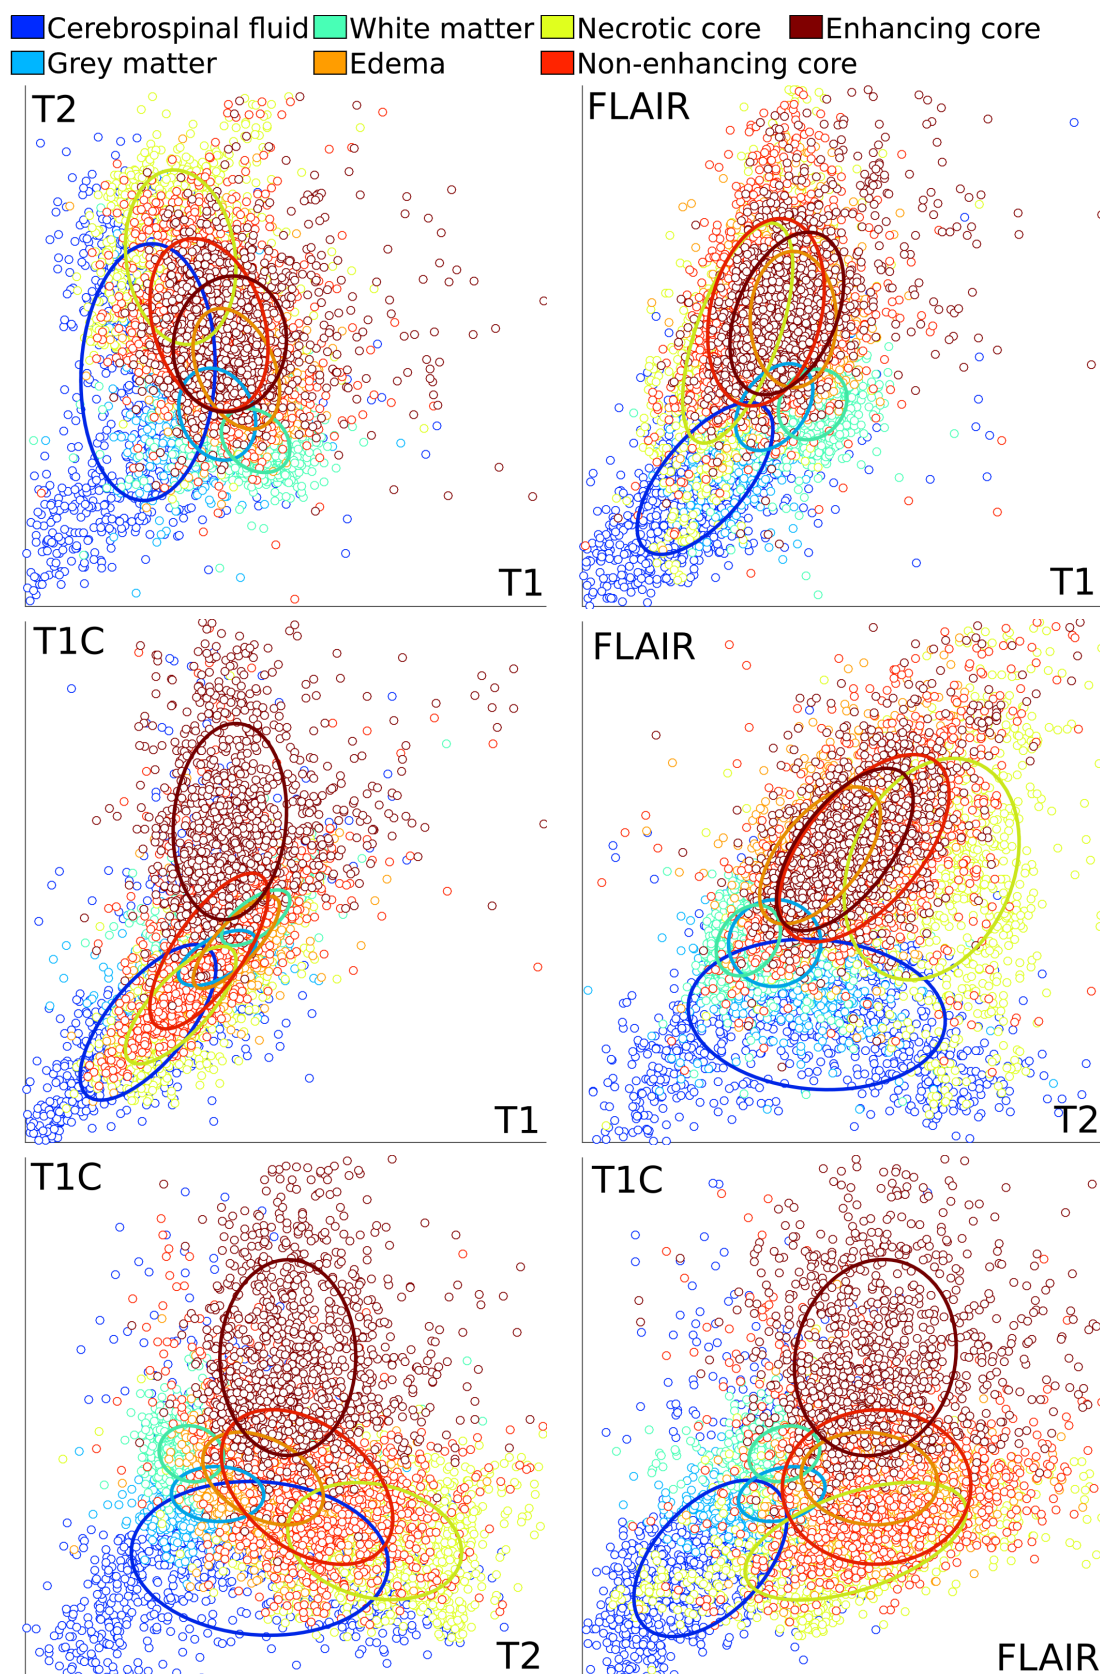 Cerebrospinal fluid White matter Necrotic core Enhancing core
Grey matter Edema Non-enhancing core
T2 FLAIR
T1 T1
T1C FLAIR
T1 T2
T1C T1C
T2 FLAIR